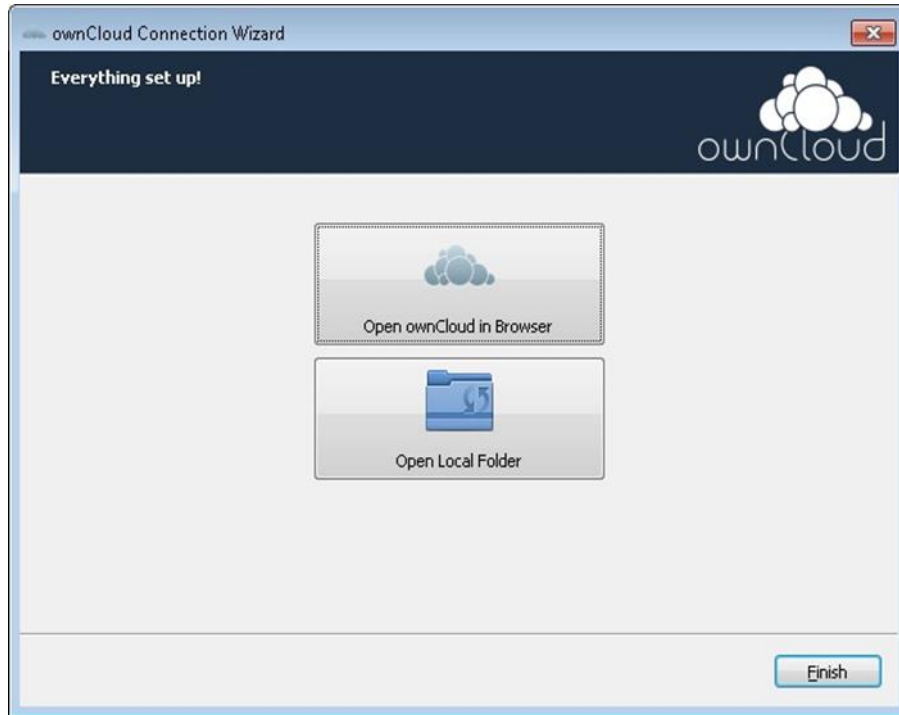 ownCloud Connection Wizard
Everything set up!
ownCloud
Open ownCloud in Browser
Open Local Folder
Finish